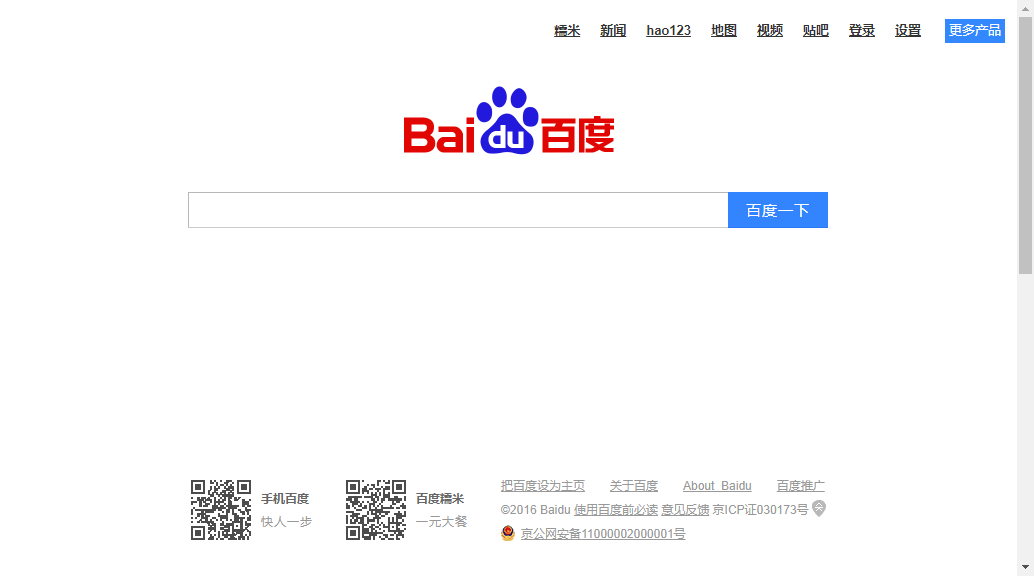 糯米 新闻 hao123 地图 视频 贴吧 登录 设置 更多产品
Bai du 百度
百度一下
手机百度
快人一步
百度糯米
一元大餐
把百度设为主页 关于百度 About Baidu 百度推广
©2016 Baidu 使用百度前必读 意见反馈 京ICP证030173号
京公网安备11000002000001号